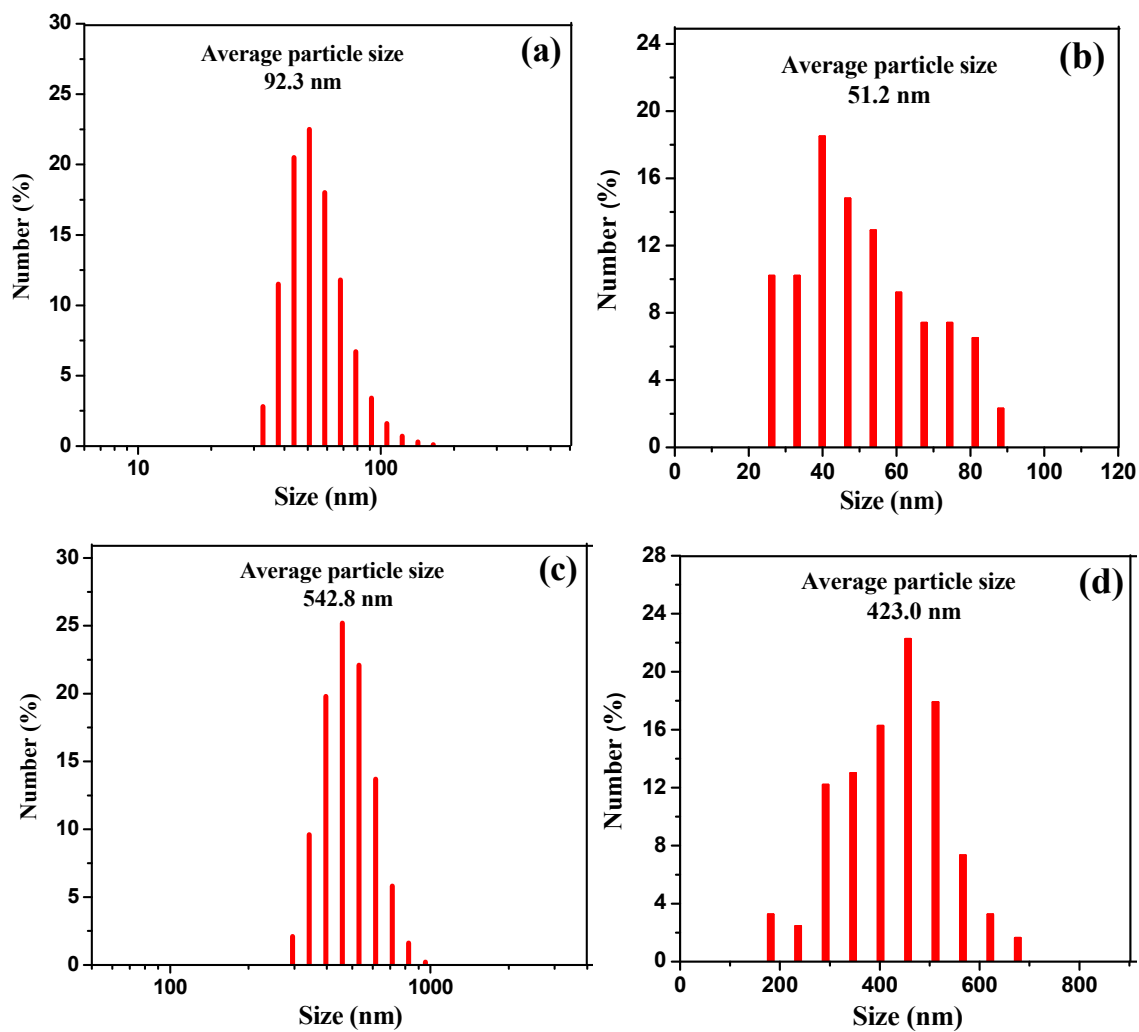 (a)
Average particle size
92.3 nm
Number (%)
30
25
20
15
10
5
0
10 100
Size (nm)
(b)
Average particle size
51.2 nm
Number (%)
24
20
16
12
8
4
0
0 20 40 60 80 100 120
Size (nm)
(c)
Average particle size
542.8 nm
Number (%)
30
25
20
15
10
5
0
100 1000
Size (nm)
(d)
Average particle size
423.0 nm
Number (%)
28
24
20
16
12
8
4
0
0 200 400 600 800
Size (nm)